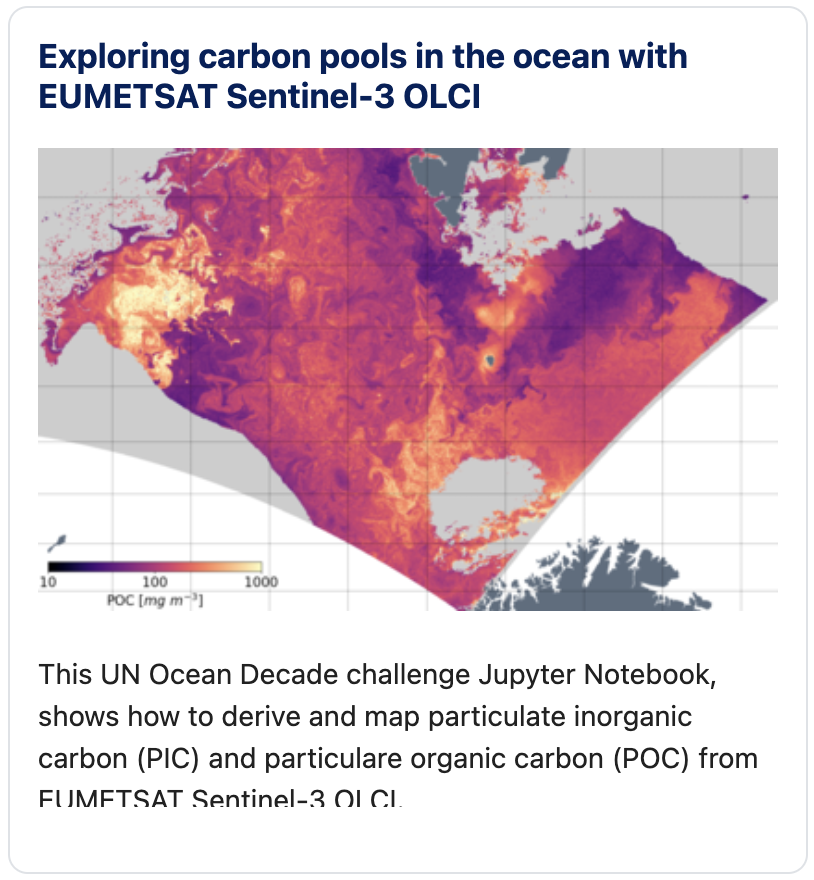 Exploring carbon pools in the ocean with
EUMETSAT Sentinel-3 OLCI
10 100 1000
POC [mg m⁻³]
This UN Ocean Decade challenge Jupyter Notebook,
shows how to derive and map particulate inorganic
carbon (PIC) and particulare organic carbon (POC) from
EUMETSAT Sentinel-3 OLCI.